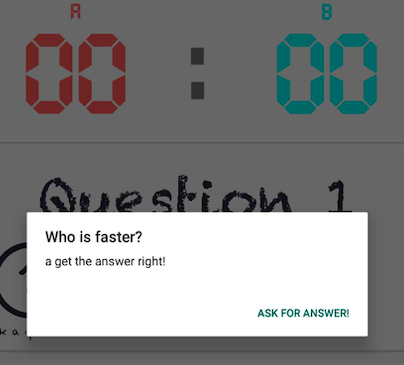 A B
00 : 00
Question 1
Who is faster?
a get the answer right!
ASK FOR ANSWER!